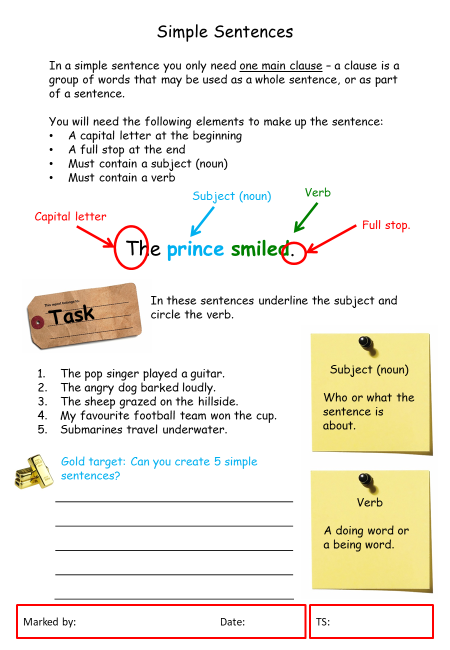 Simple Sentences
In a simple sentence you only need one main clause – a clause is a
group of words that may be used as a whole sentence, or as part
of a sentence.
You will need the following elements to make up the sentence:
• A capital letter at the beginning
• A full stop at the end
• Must contain a subject (noun)
• Must contain a verb
Subject (noun)
Verb
Capital letter
Full stop.
The prince smiled.
Task
In these sentences underline the subject and
circle the verb.
1. The pop singer played a guitar.
2. The angry dog barked loudly.
3. The sheep grazed on the hillside.
4. My favourite football team won the cup.
5. Submarines travel underwater.
Subject (noun)
Who or what the
sentence is
about.
Gold target: Can you create 5 simple
sentences?
Verb
A doing word or
a being word.
Marked by: Date: TS: